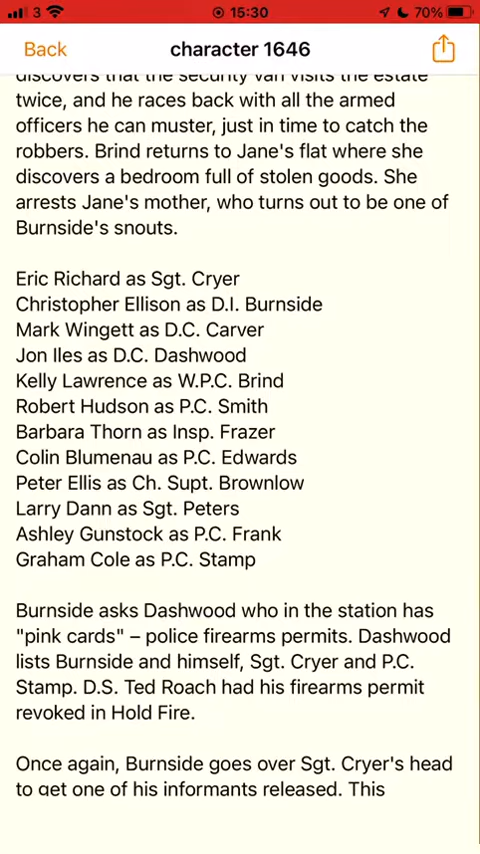 3 15:30 70%
Back character 1646
discovers that the security van visits the estate
twice, and he races back with all the armed
officers he can muster, just in time to catch the
robbers. Brind returns to Jane's flat where she
discovers a bedroom full of stolen goods. She
arrests Jane's mother, who turns out to be one of
Burnside's snouts.
Eric Richard as Sgt. Cryer
Christopher Ellison as D.I. Burnside
Mark Wingett as D.C. Carver
Jon Iles as D.C. Dashwood
Kelly Lawrence as W.P.C. Brind
Robert Hudson as P.C. Smith
Barbara Thorn as Insp. Frazer
Colin Blumenau as P.C. Edwards
Peter Ellis as Ch. Supt. Brownlow
Larry Dann as Sgt. Peters
Ashley Gunstock as P.C. Frank
Graham Cole as P.C. Stamp
Burnside asks Dashwood who in the station has
"pink cards" – police firearms permits. Dashwood
lists Burnside and himself, Sgt. Cryer and P.C.
Stamp. D.S. Ted Roach had his firearms permit
revoked in Hold Fire.
Once again, Burnside goes over Sgt. Cryer's head
to get one of his informants released. This